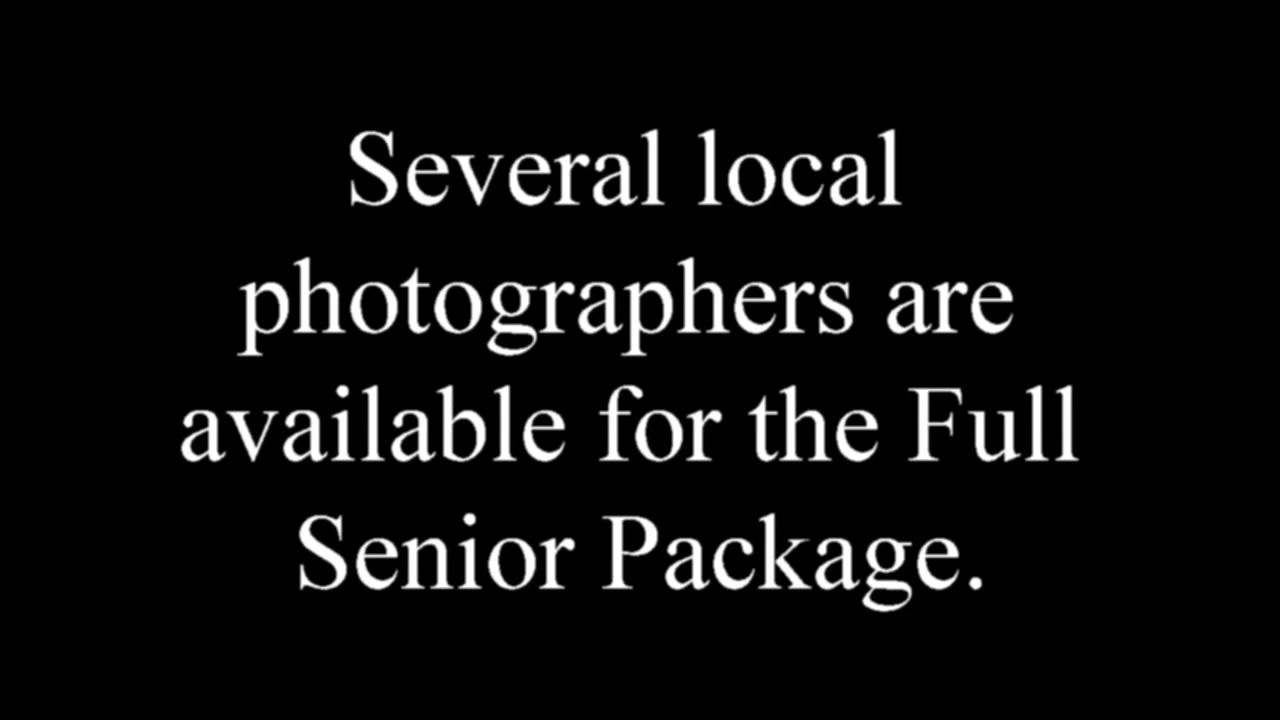 Several local
photographers are
available for the Full
Senior Package.